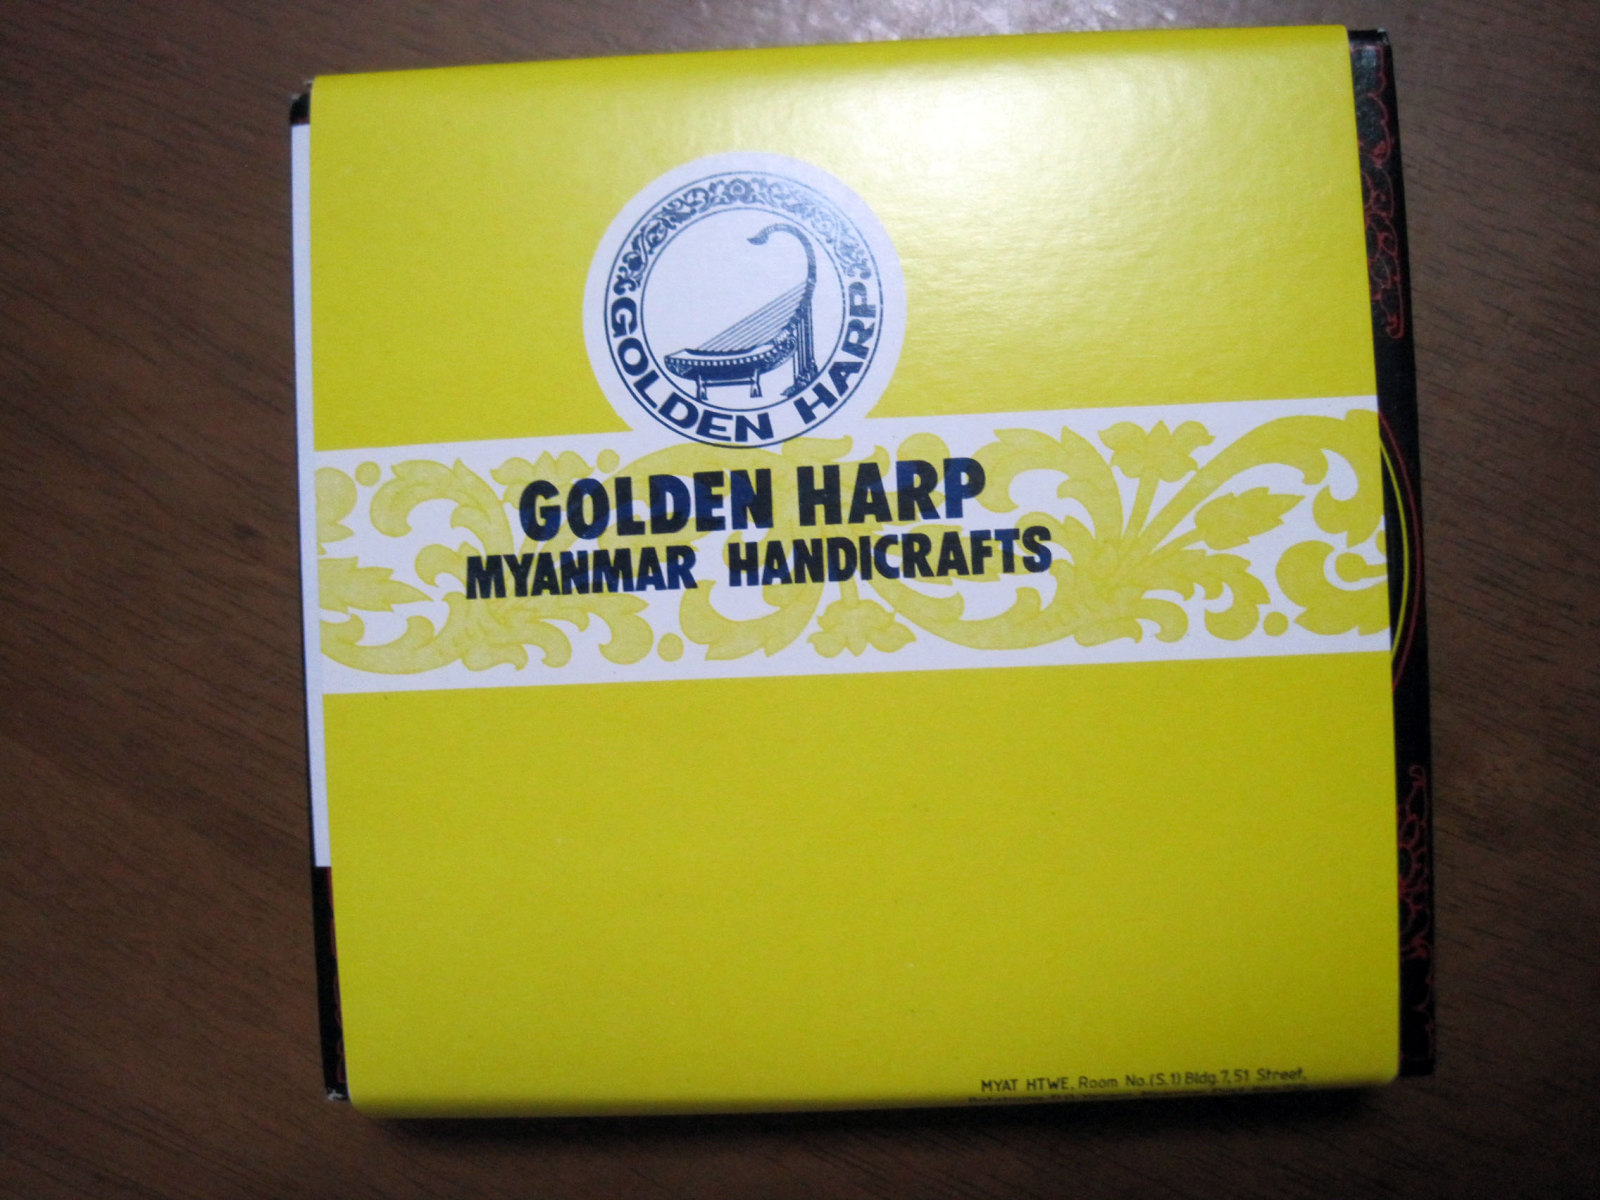 GOLDEN HARP
GOLDEN HARP
MYANMAR HANDICRAFTS
MYAT HTWE, Room No.(S.1) Bldg.7, 51 Street,